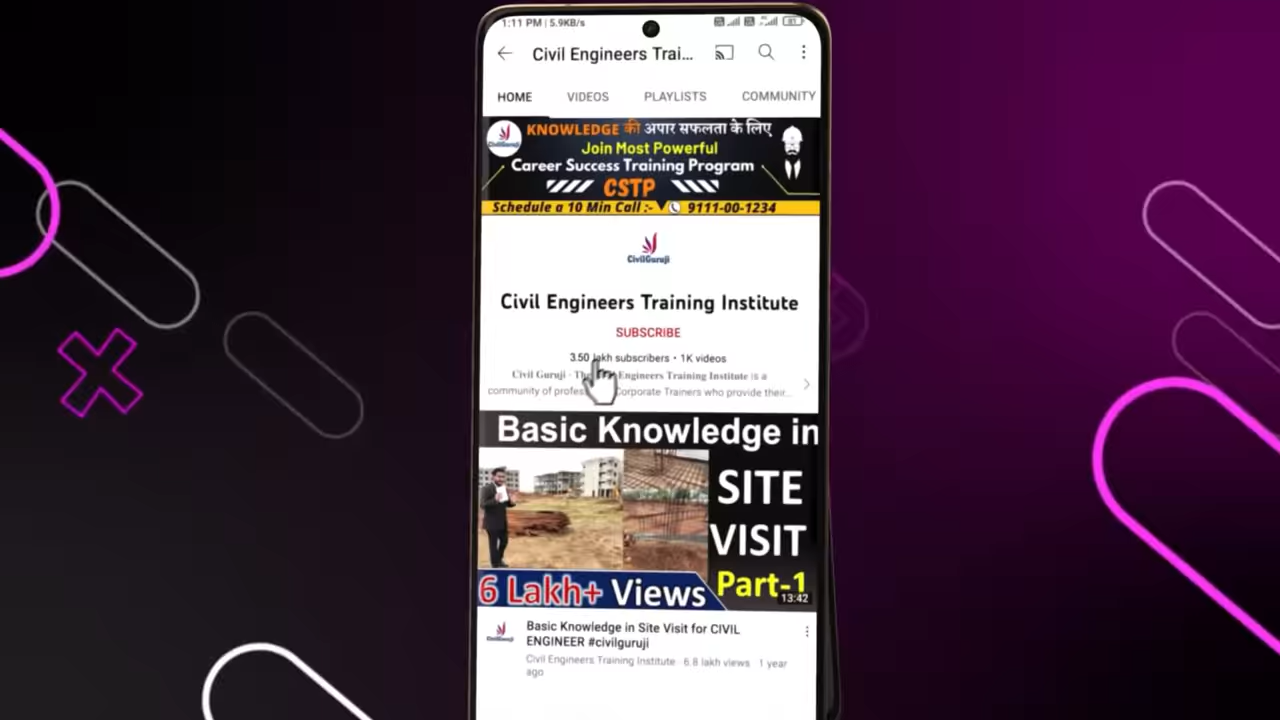 1:11 PM | 5.9KB/s
81
Civil Engineers Trai...
HOME VIDEOS PLAYLISTS COMMUNITY
CivilGuruji
KNOWLEDGE की अपार सफलता के लिए
Join Most Powerful
Career Success Training Program
CSTP
Schedule a 10 Min Call :- 9111-00-1234
CivilGuruji
Civil Engineers Training Institute
SUBSCRIBE
3.50 lakh subscribers • 1K videos
Civil Guruji - Engineers Training Institute is a
community of Corporate Trainers who provide their...
Basic Knowledge in
SITE
VISIT
6 Lakh+ Views
Part-1
13:42
Basic Knowledge in Site Visit for CIVIL
ENGINEER #civilguruji
Civil Engineers Training Institute · 6.8 lakh views · 1 year
ago